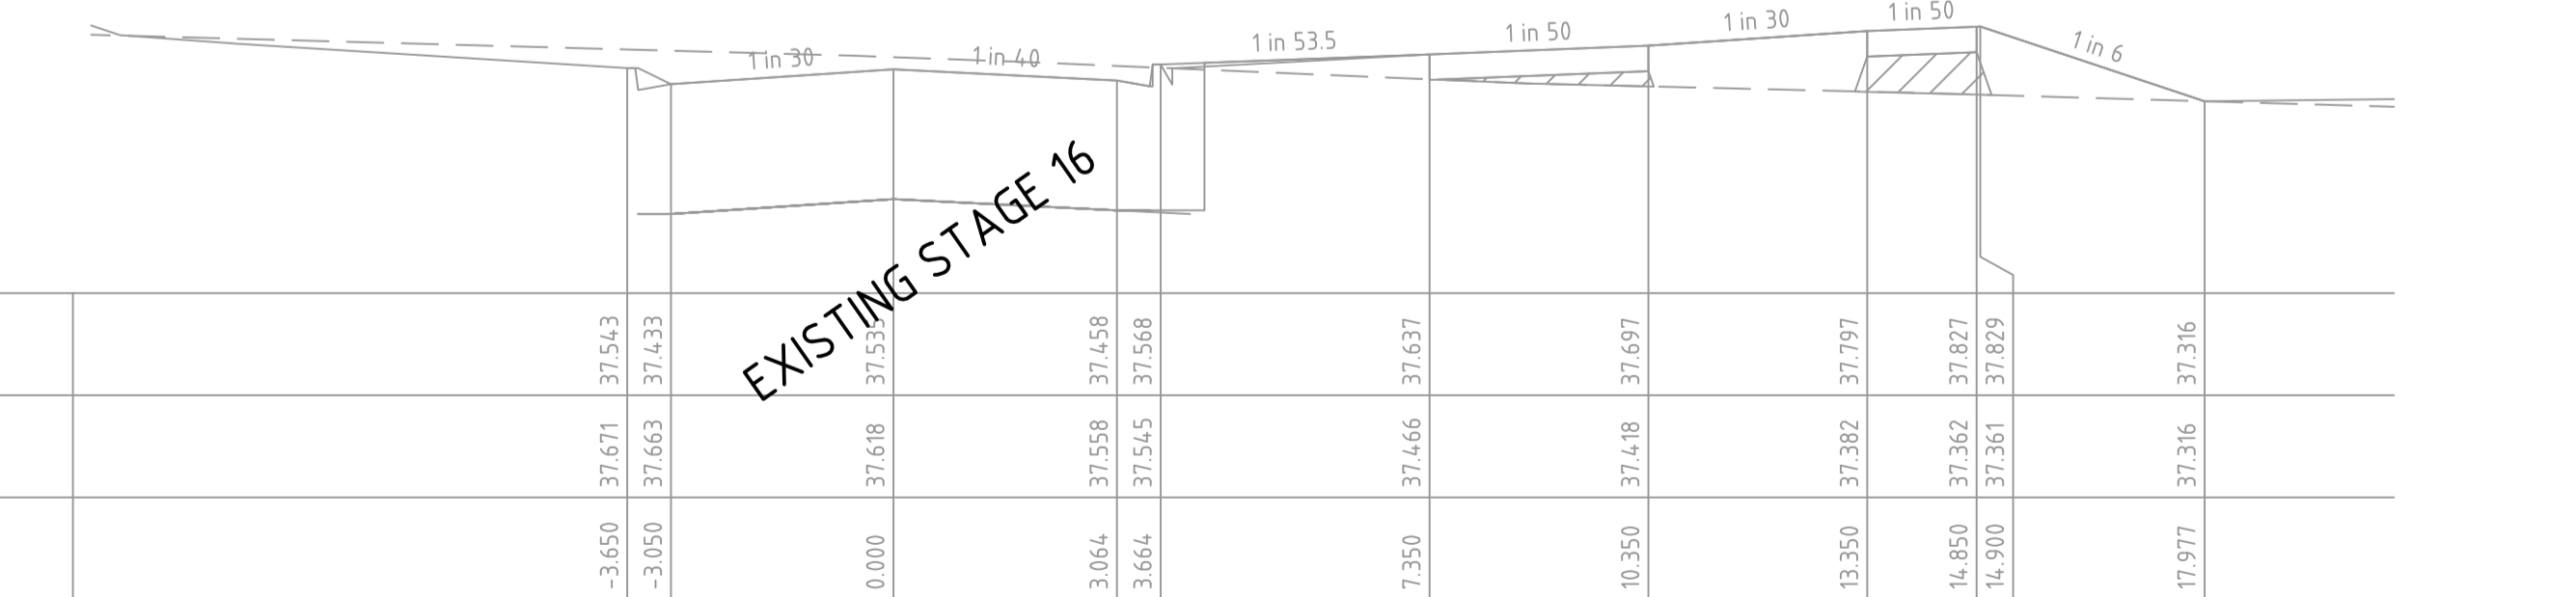 1 in 30
1 in 40
1 in 53.5
1 in 50
1 in 30
1 in 50
1 in 6
EXISTING STAGE 16
37.543 37.433 37.535 37.458 37.568 37.637 37.697 37.797 37.827 37.829 37.316
37.671 37.663 37.618 37.558 37.545 37.466 37.418 37.382 37.362 37.361 37.316
-3.650 -3.050 0.000 3.064 3.664 7.350 10.350 13.350 14.850 14.900 17.977